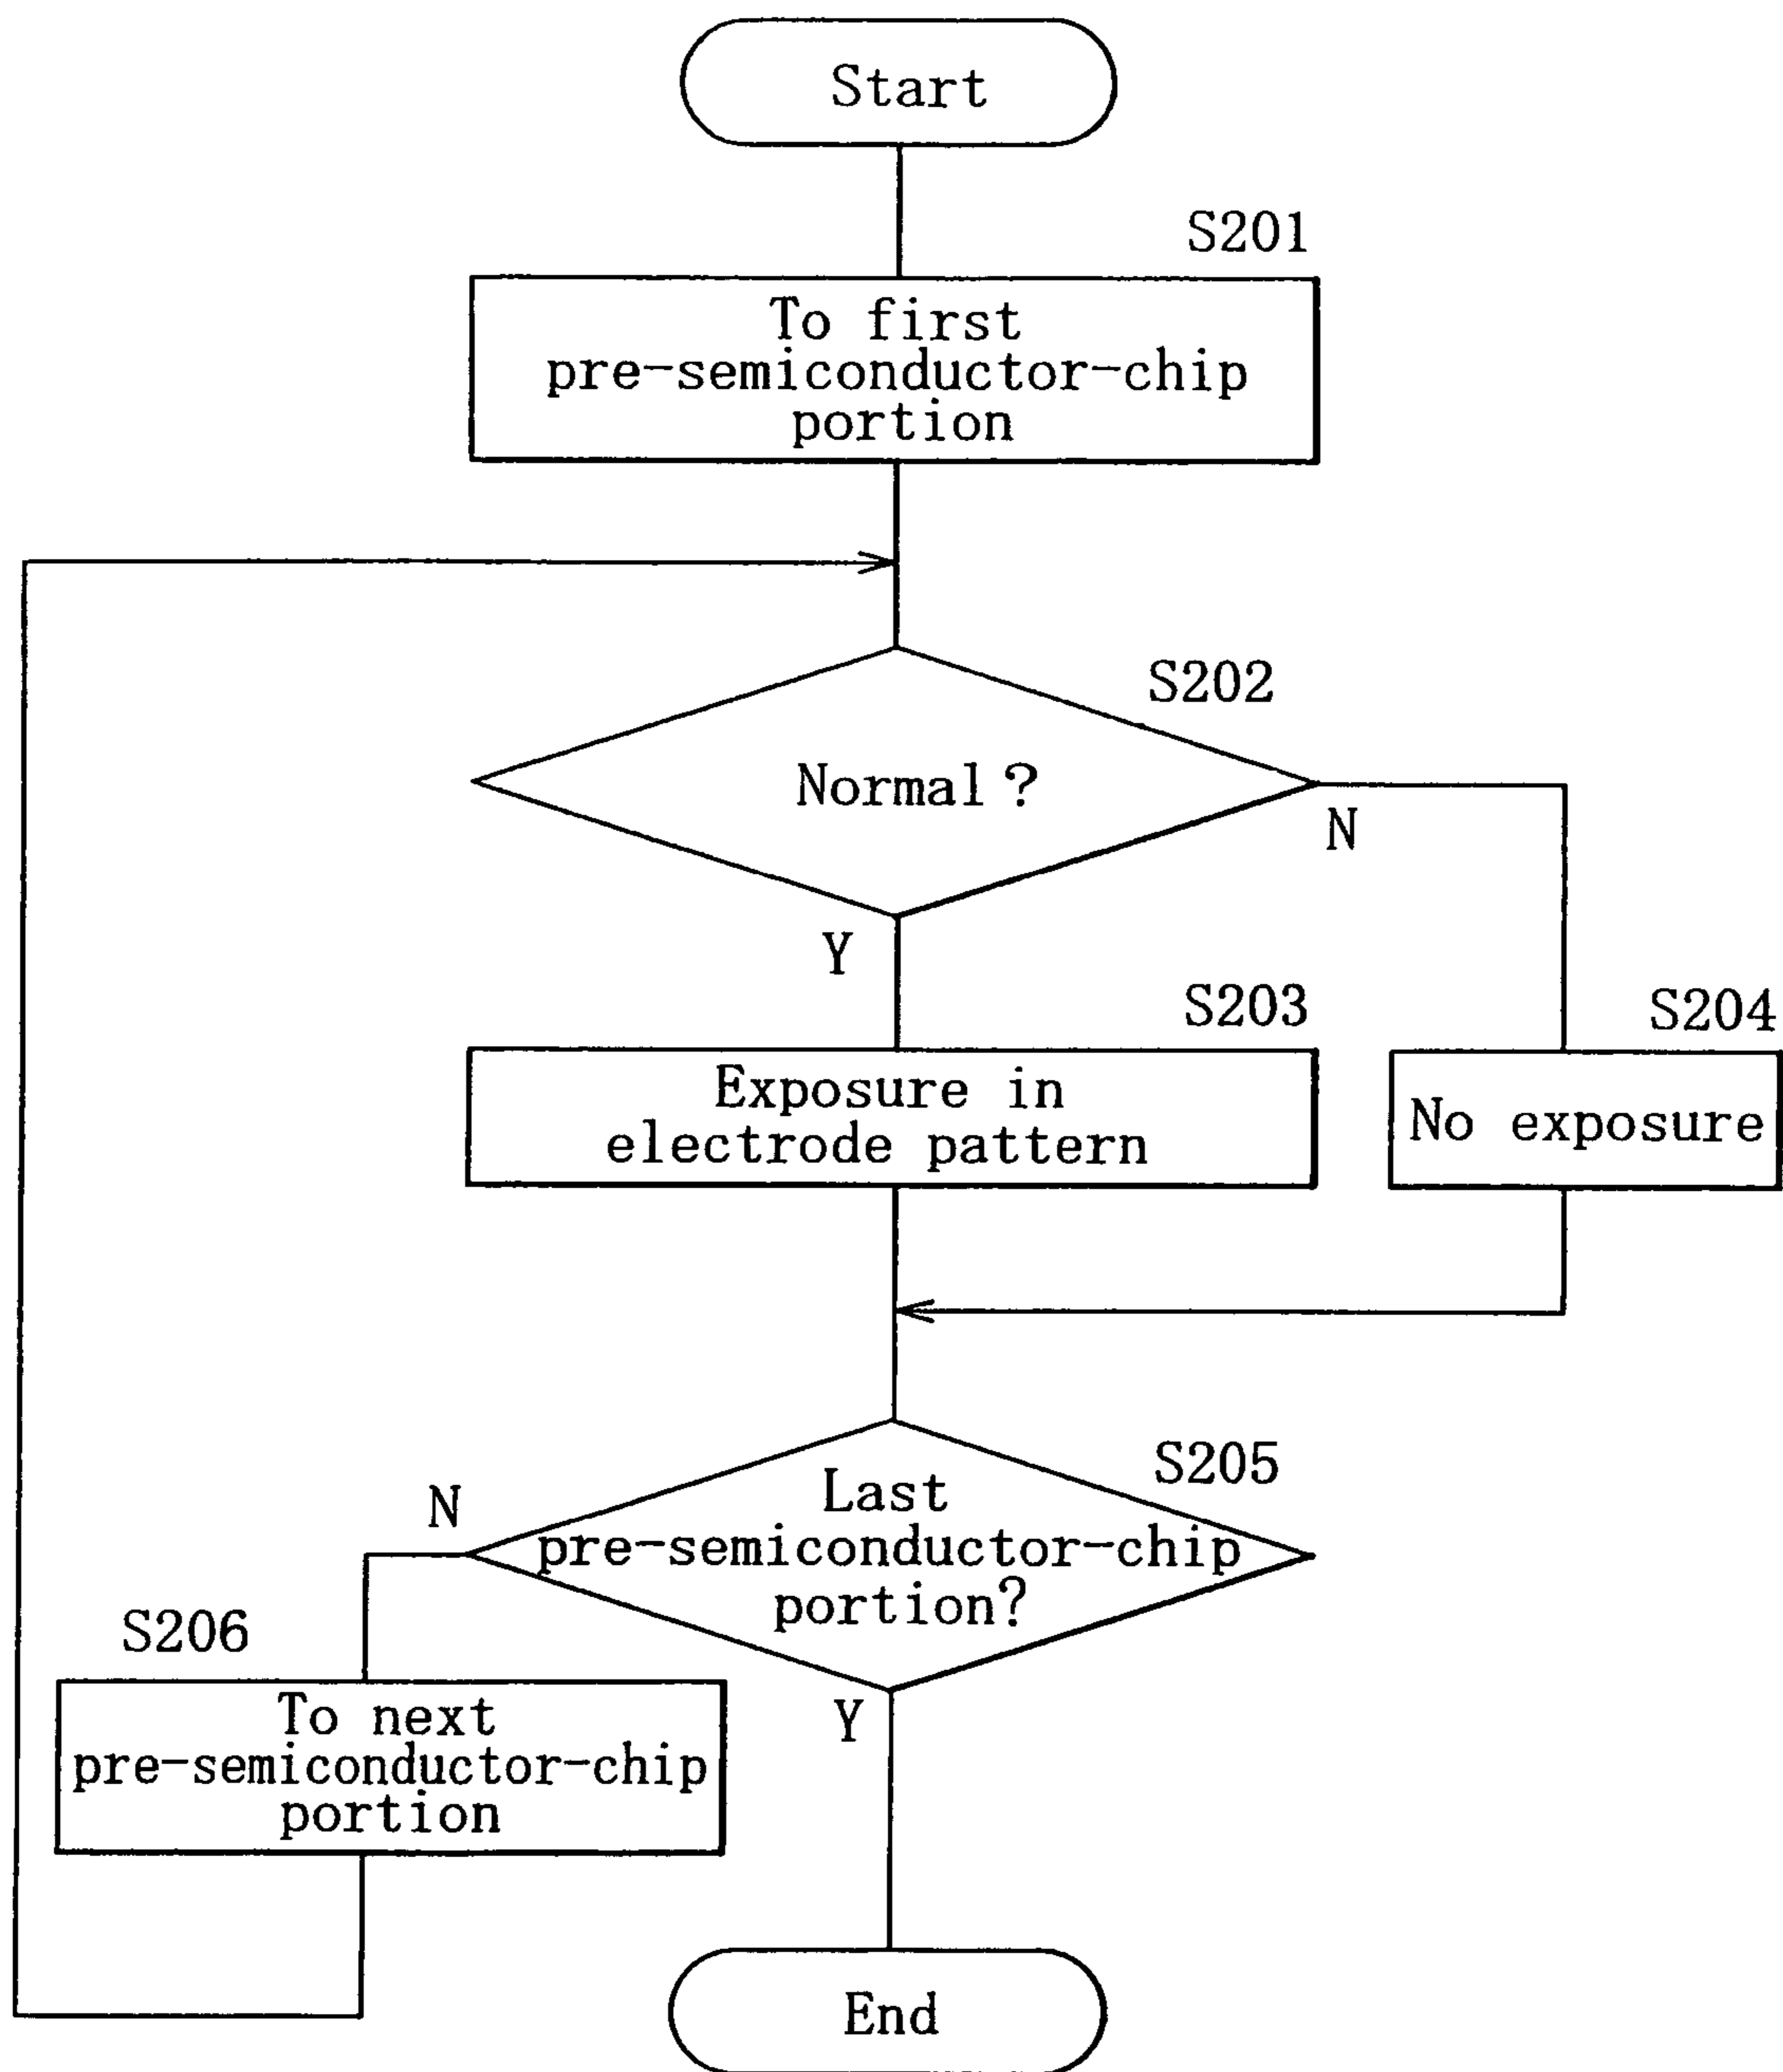 Start
S201
To first
pre-semiconductor-chip
portion
S202
Normal?
N
Y
S203
Exposure in
electrode pattern
S204
No exposure
S205
Last
pre-semiconductor-chip
portion?
N
Y
S206
To next
pre-semiconductor-chip
portion
End